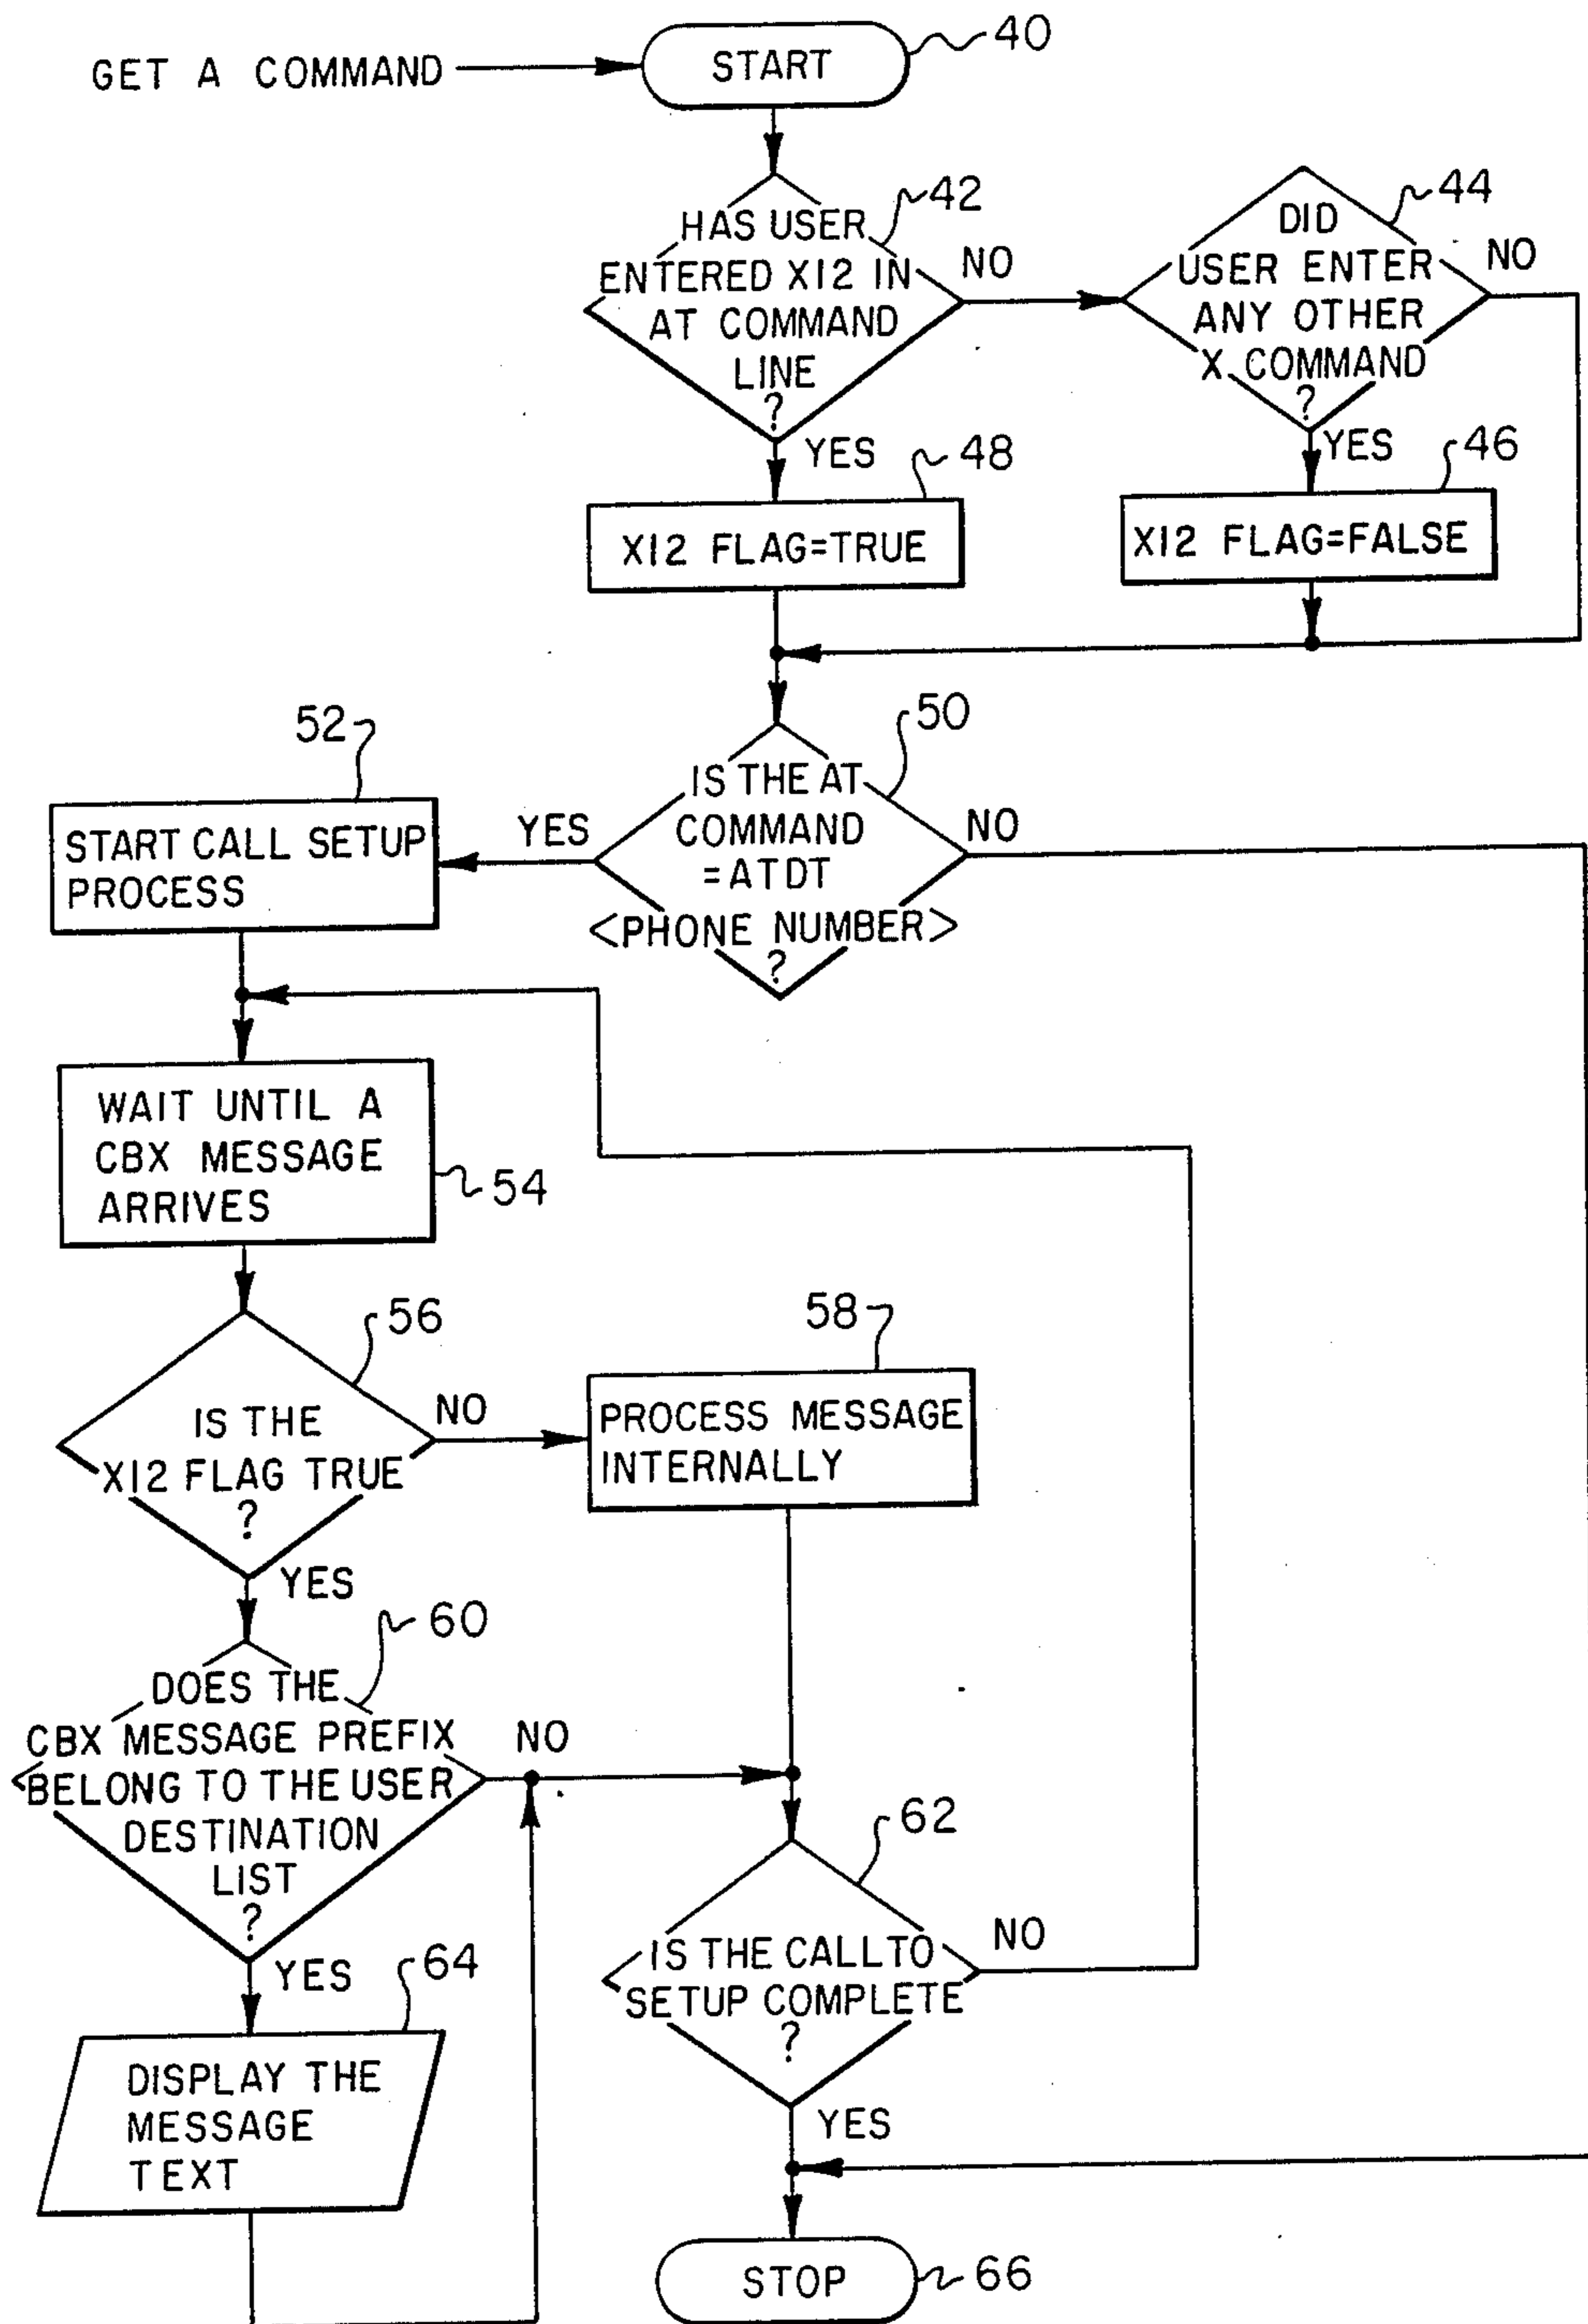 GET A COMMAND
START
40
HAS USER
ENTERED X12 IN
AT COMMAND
LINE
?
42
NO
DID
USER ENTER
ANY OTHER
X COMMAND
?
44
NO
YES
48
X12 FLAG=TRUE
YES
46
X12 FLAG=FALSE
52
START CALL SETUP
PROCESS
YES
IS THE AT
COMMAND
=ATDT
<PHONE NUMBER>
?
50
NO
WAIT UNTIL A
CBX MESSAGE
ARRIVES
54
56
IS THE
X12 FLAG TRUE
?
NO
58
PROCESS MESSAGE
INTERNALLY
YES
60
DOES THE
CBX MESSAGE PREFIX
BELONG TO THE USER
DESTINATION
LIST
?
NO
62
IS THE CALL TO
SETUP COMPLETE
?
NO
YES
64
DISPLAY THE
MESSAGE
TEXT
YES
STOP
66